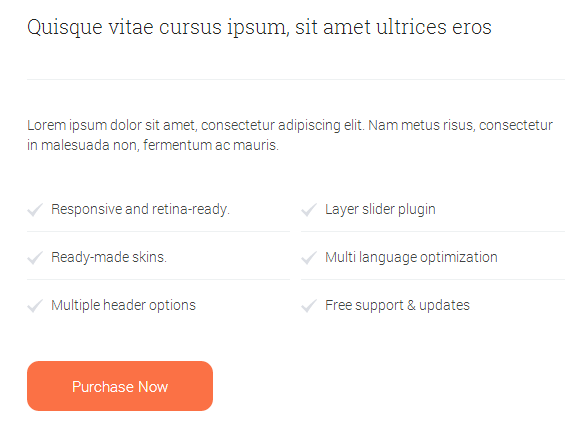 Quisque vitae cursus ipsum, sit amet ultrices eros
Lorem ipsum dolor sit amet, consectetur adipiscing elit. Nam metus risus, consectetur
in malesuada non, fermentum ac mauris.
Responsive and retina-ready.
Layer slider plugin
Ready-made skins.
Multi language optimization
Multiple header options
Free support & updates
Purchase Now